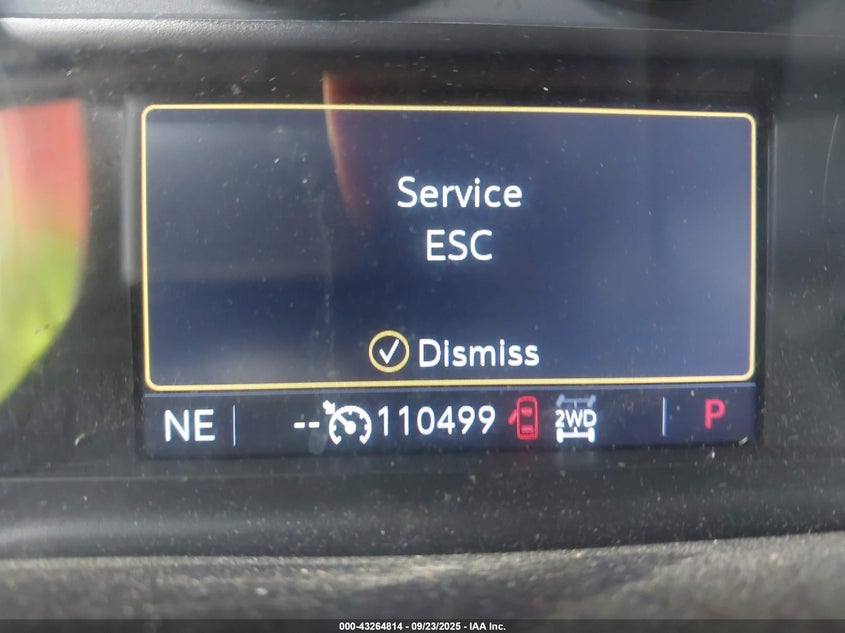 Service
ESC
Dismiss
NE -- 110499 2WD P
000-43264814 - 09/23/2025 - IAA Inc.